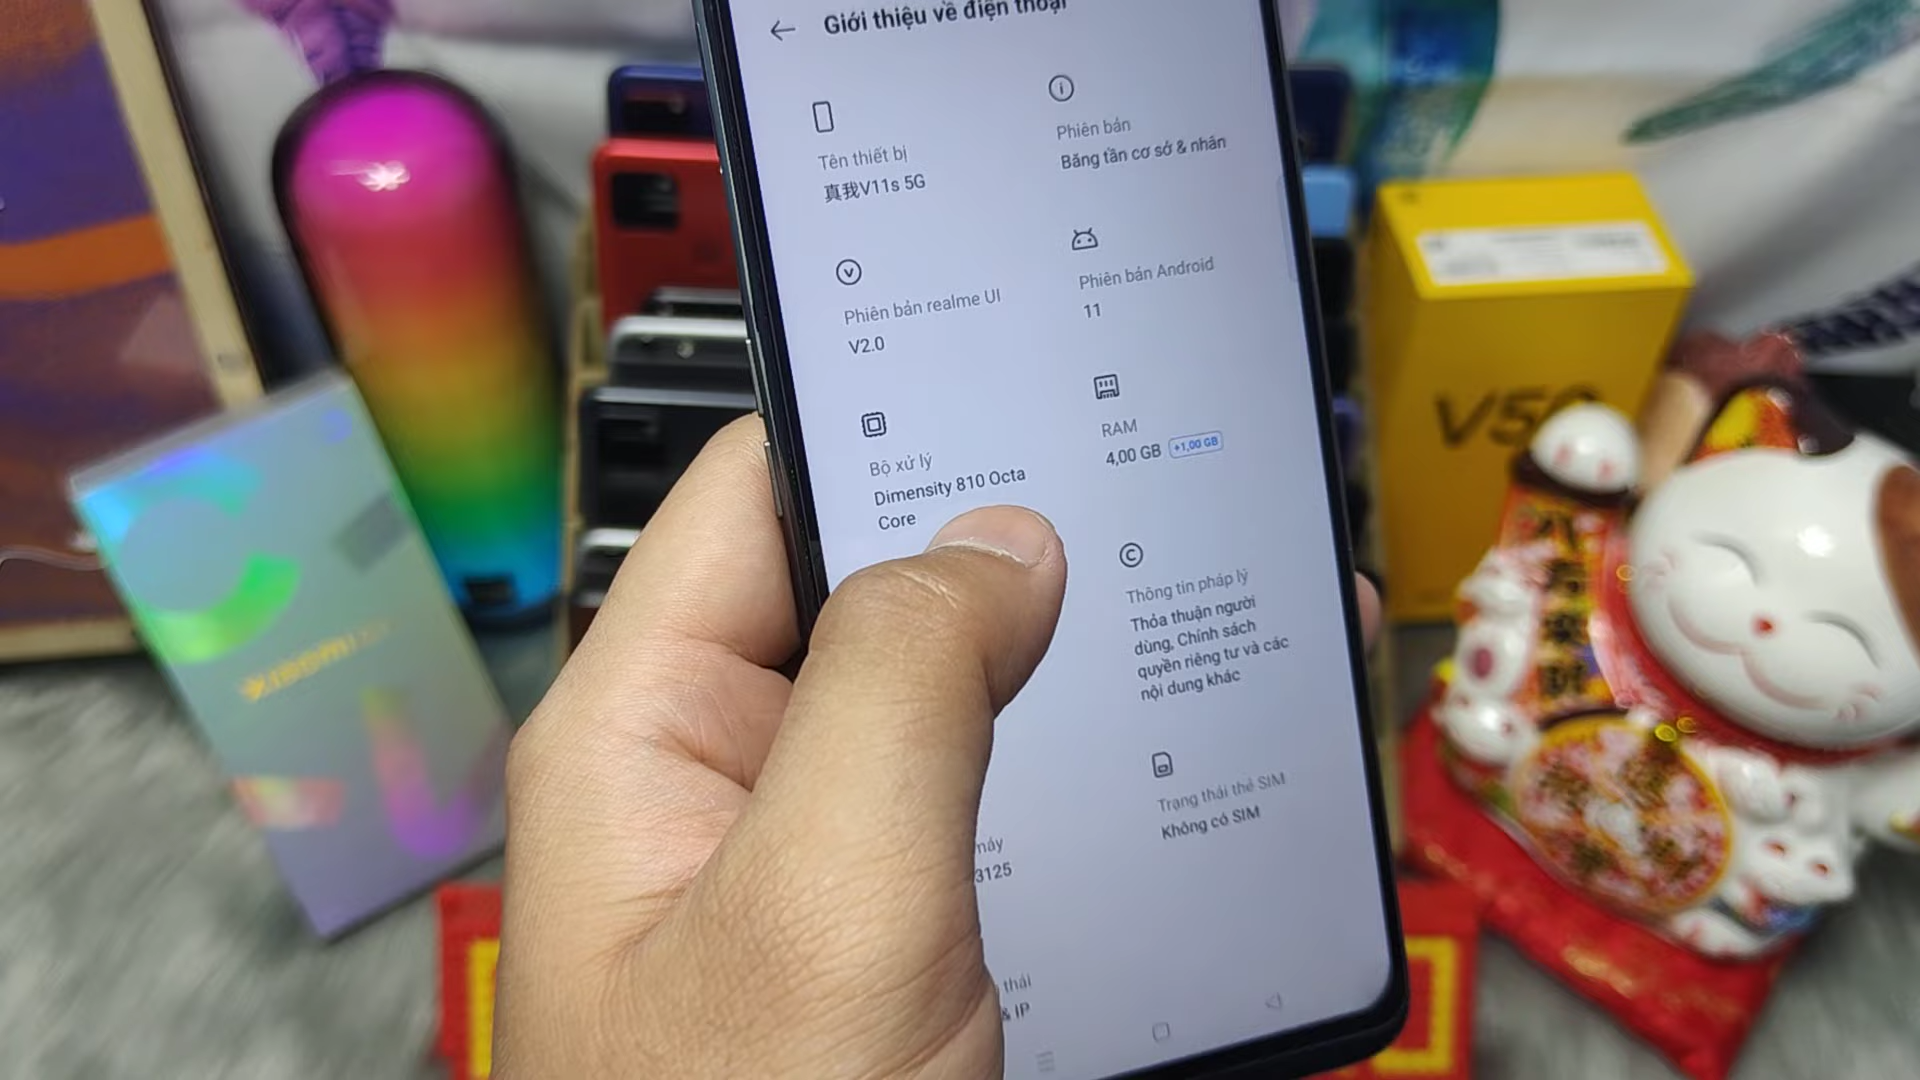 Giới thiệu về điện thoại
Tên thiết bị
真我V11s 5G
Phiên bản
Băng tần cơ sở & nhân
Phiên bản realme UI
V2.0
Phiên bản Android
11
Bộ xử lý
Dimensity 810 Octa
Core
RAM
4,00 GB +1,00 GB
Thông tin pháp lý
Thỏa thuận người
dùng, Chính sách
quyền riêng tư và các
nội dung khác
Trạng thái thẻ SIM
Không có SIM
máy
3125
thái
& IP
XIAOMI
V50